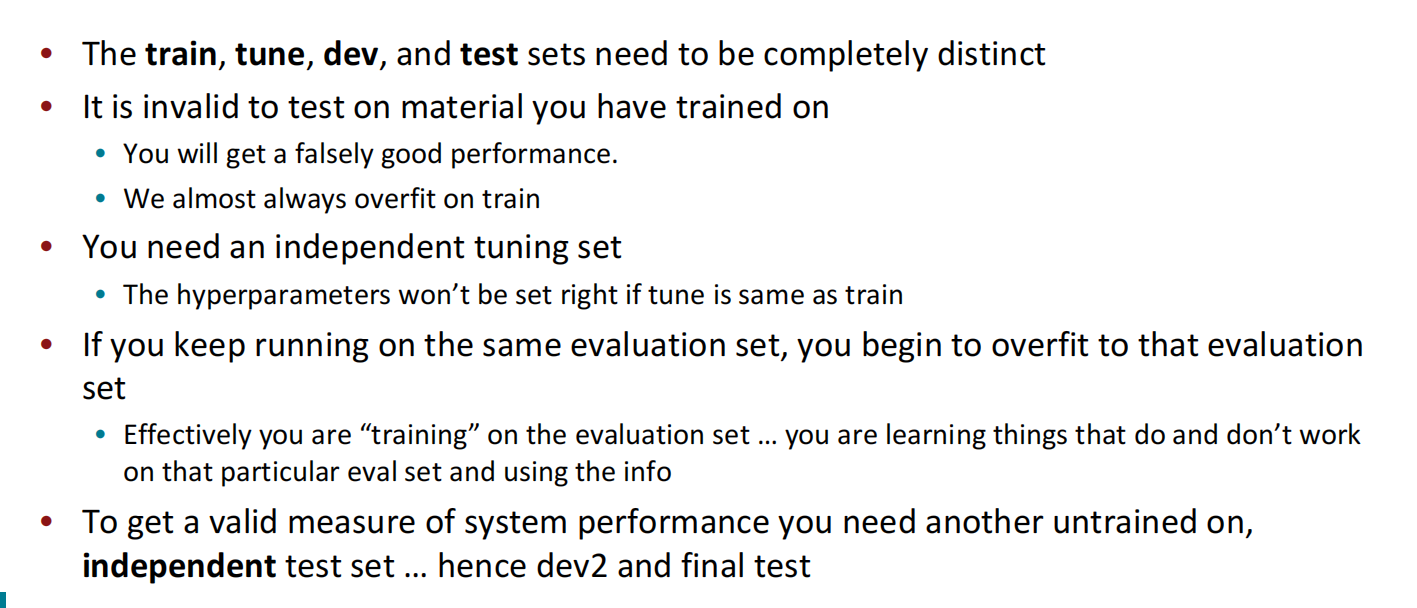 • The train, tune, dev, and test sets need to be completely distinct
• It is invalid to test on material you have trained on
• You will get a falsely good performance.
• We almost always overfit on train
• You need an independent tuning set
• The hyperparameters won’t be set right if tune is same as train
• If you keep running on the same evaluation set, you begin to overfit to that evaluation
set
• Effectively you are “training” on the evaluation set … you are learning things that do and don’t work
on that particular eval set and using the info
• To get a valid measure of system performance you need another untrained on,
independent test set … hence dev2 and final test